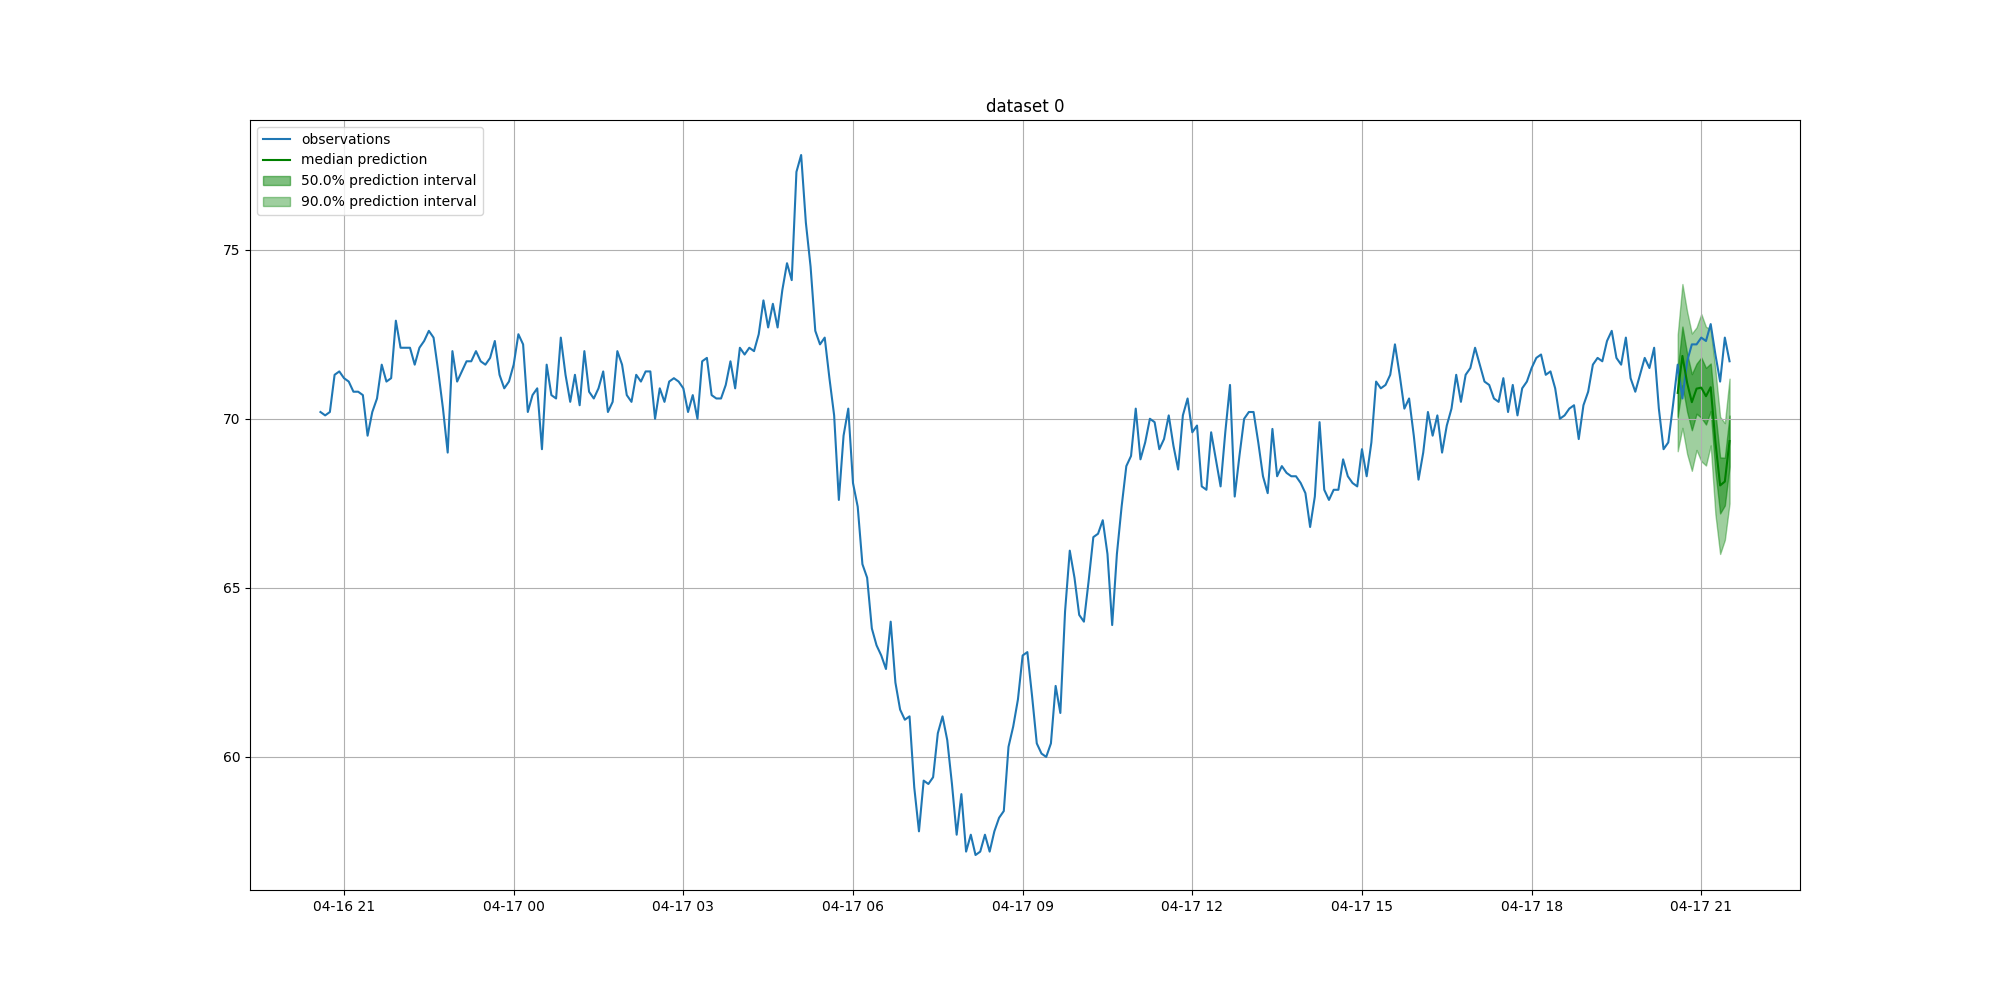 dataset 0
observations
median prediction
50.0% prediction interval
90.0% prediction interval
75
70
65
60
04-16 21
04-17 00
04-17 03
04-17 06
04-17 09
04-17 12
04-17 15
04-17 18
04-17 21